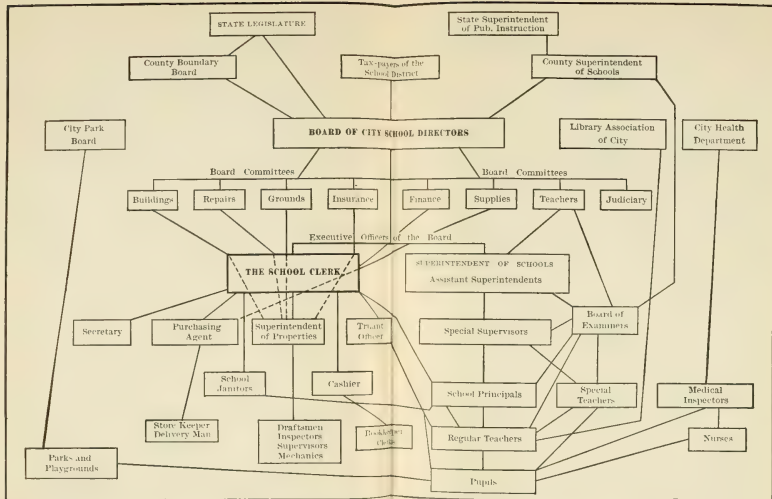 STATE LEGISLATURE
State Superintendent
of Pub. Instruction
County Boundary
Board
Tax-payers of the
School District
County Superintendent
of Schools
City Park
Board
BOARD OF CITY SCHOOL DIRECTORS
Library Association
of City
City Health
Department
Board Committees
Board Committees
Buildings
Repairs
Grounds
Insurance
Finance
Supplies
Teachers
Judiciary
Executive Officers of the Board
THE SCHOOL CLERK
SUPERINTENDENT OF SCHOOLS
Assistant Superintendents
Secretary
Purchasing
Agent
Superintendent
of Properties
Truant
Officer
Special Supervisors
Board of
Examiners
School
Janitors
Cashier
School Principals
Special
Teachers
Medical
Inspectors
Store Keeper
Delivery Man
Draftsmen
Inspectors
Supervisors
Mechanics
Bookkeeper
Regular Teachers
Nurses
Parks and
Playgrounds
Pupils